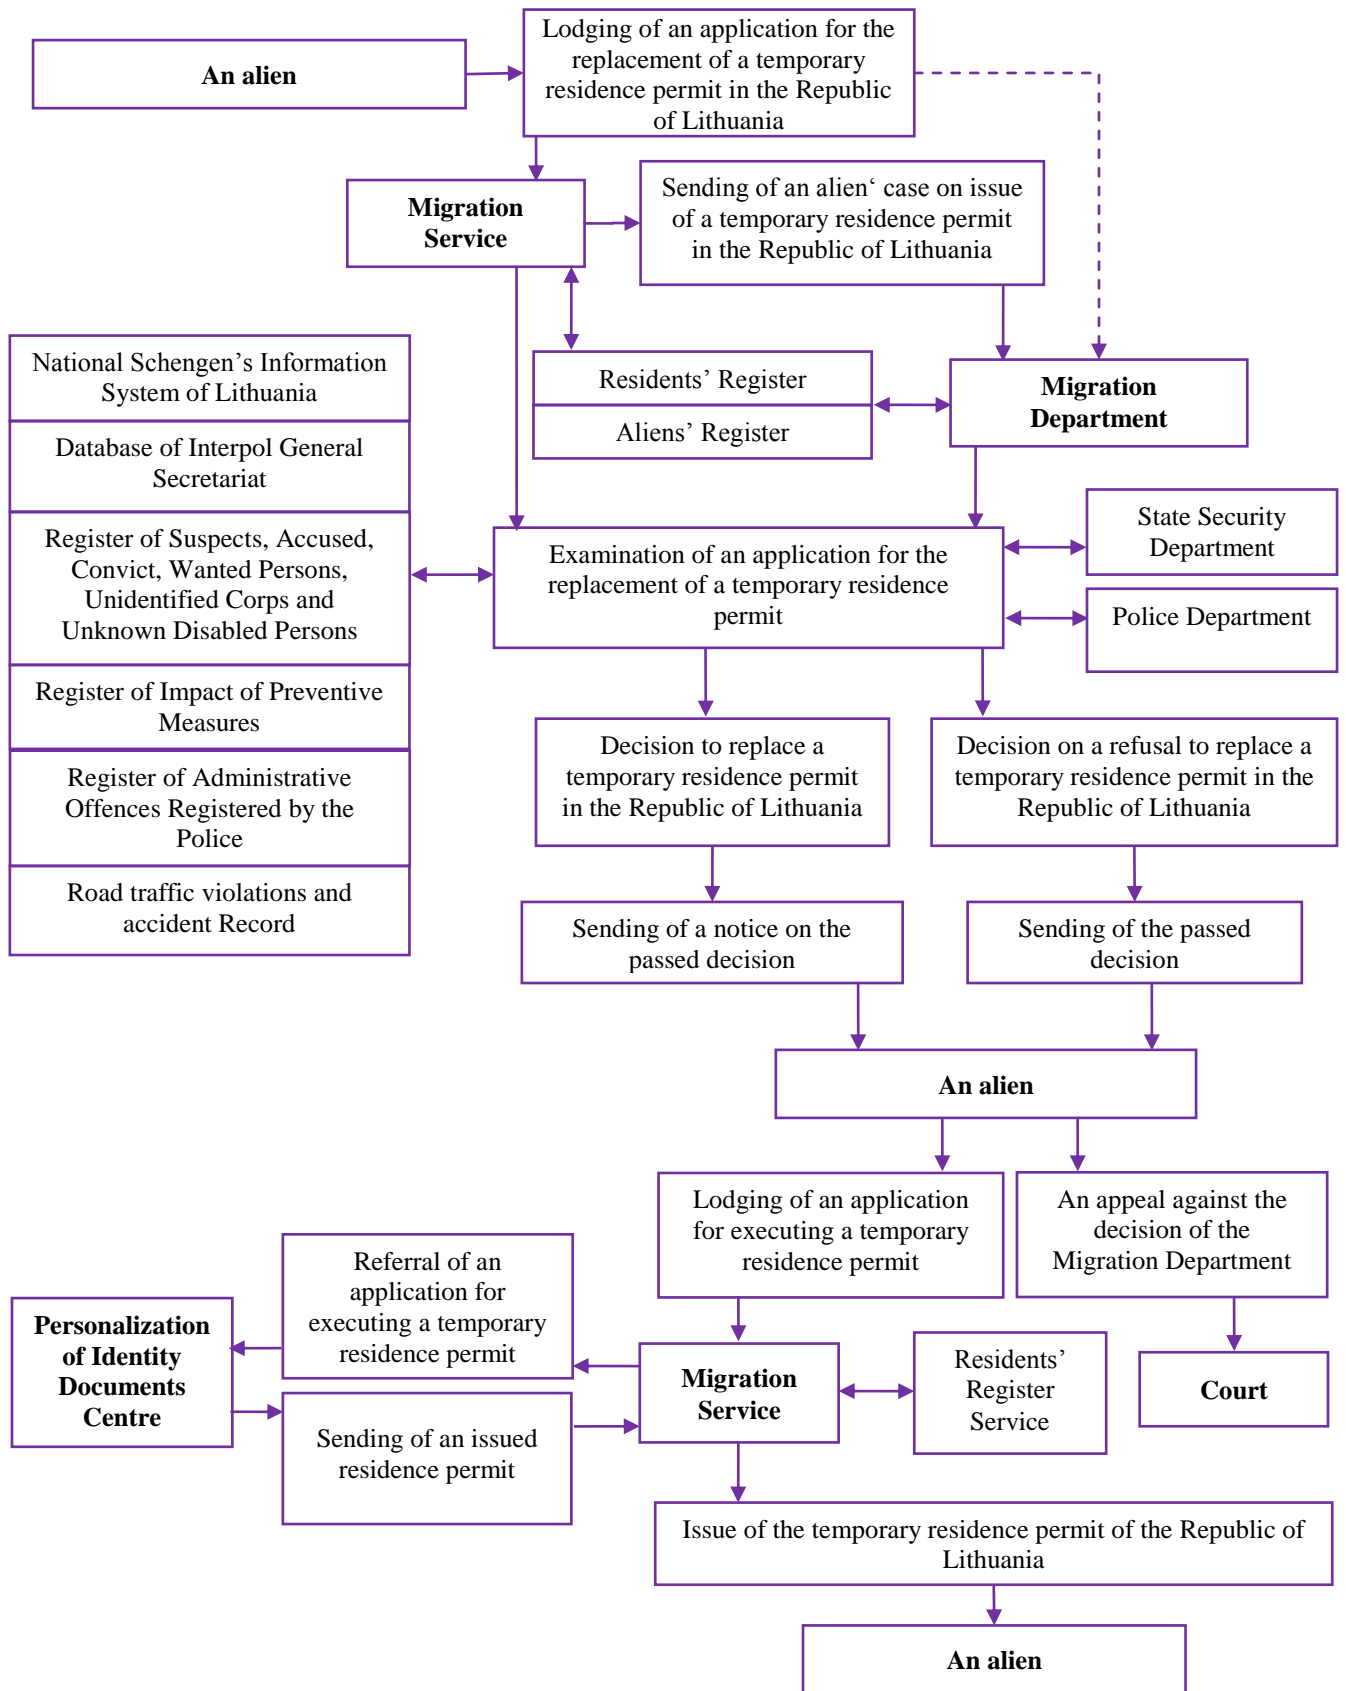 An alien
Lodging of an application for the
replacement of a temporary
residence permit in the Republic
of Lithuania
Migration
Service
Sending of an alien‘ case on issue
of a temporary residence permit
in the Republic of Lithuania
National Schengen’s Information
System of Lithuania
Database of Interpol General
Secretariat
Register of Suspects, Accused,
Convict, Wanted Persons,
Unidentified Corps and
Unknown Disabled Persons
Register of Impact of Preventive
Measures
Register of Administrative
Offences Registered by the
Police
Road traffic violations and
accident Record
Residents’ Register
Aliens’ Register
Migration
Department
Examination of an application for the
replacement of a temporary residence
permit
State Security
Department
Police Department
Decision to replace a
temporary residence permit
in the Republic of Lithuania
Decision on a refusal to replace a
temporary residence permit in the
Republic of Lithuania
Sending of a notice on the
passed decision
Sending of the passed
decision
An alien
Lodging of an application
for executing a temporary
residence permit
An appeal against the
decision of the
Migration Department
Referral of an
application for
executing a temporary
residence permit
Personalization
of Identity
Documents
Centre
Sending of an issued
residence permit
Migration
Service
Residents’
Register
Service
Court
Issue of the temporary residence permit of the Republic of
Lithuania
An alien